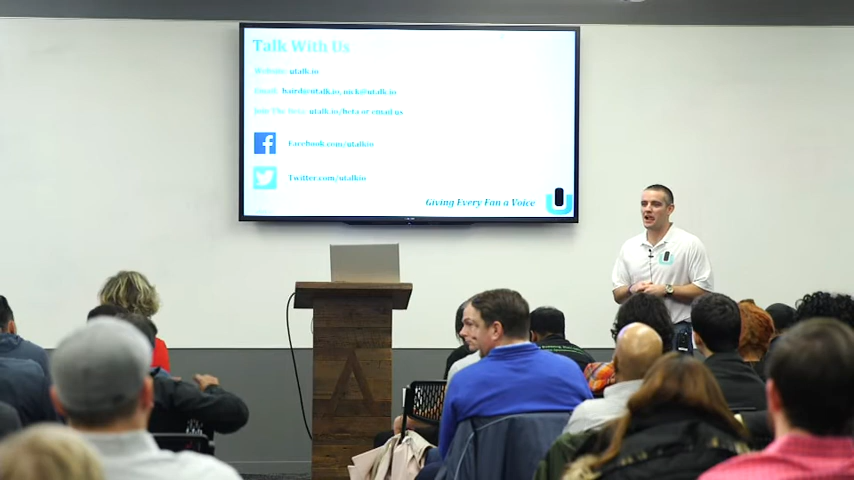 Talk With Us
Website: utalk.io
Email: baird@utalk.io, nick@utalk.io
Join The Beta: utalk.io/beta or email us
Facebook.com/utalkio
Twitter.com/utalkio
Giving Every Fan a Voice